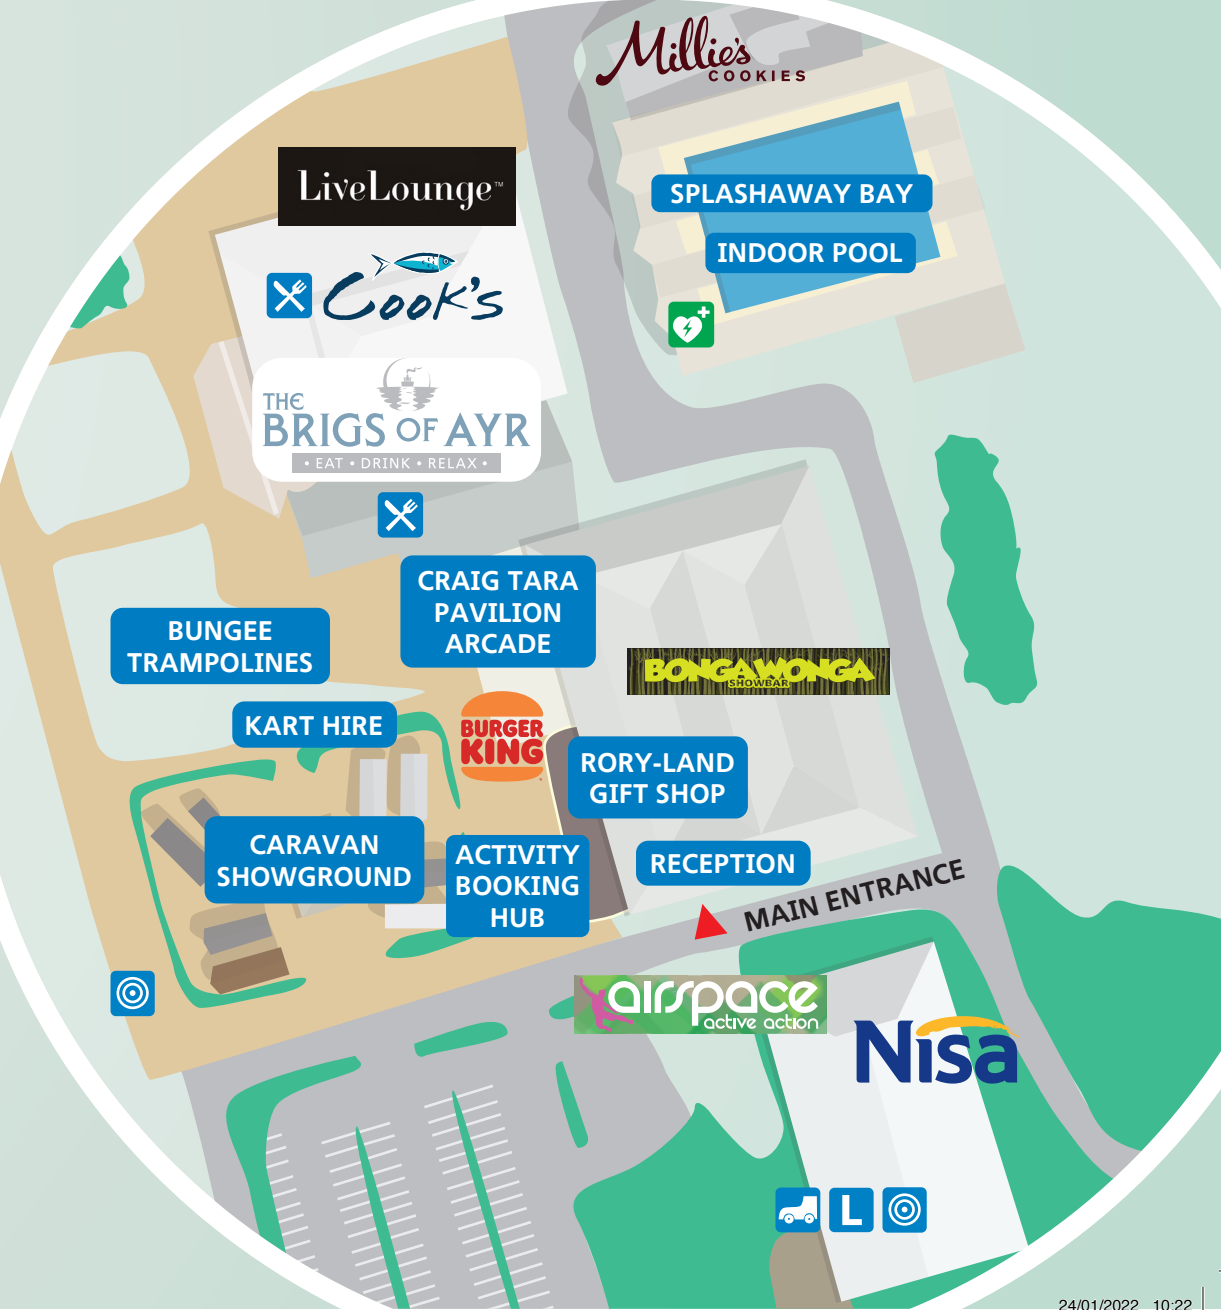 Millie's
COOKIES
LiveLounge™
SPLASHAWAY BAY
INDOOR POOL
Cook's
THE
BRIGS OF AYR
• EAT • DRINK • RELAX •
CRAIG TARA
PAVILION
ARCADE
BUNGEE
TRAMPOLINES
BONGAWONGA
SHOWBAR
KART HIRE
BURGER
KING
RORY-LAND
GIFT SHOP
CARAVAN
SHOWGROUND
ACTIVITY
BOOKING
HUB
RECEPTION
MAIN ENTRANCE
airspace
active action
Nisa
L
24/01/2022 10:22